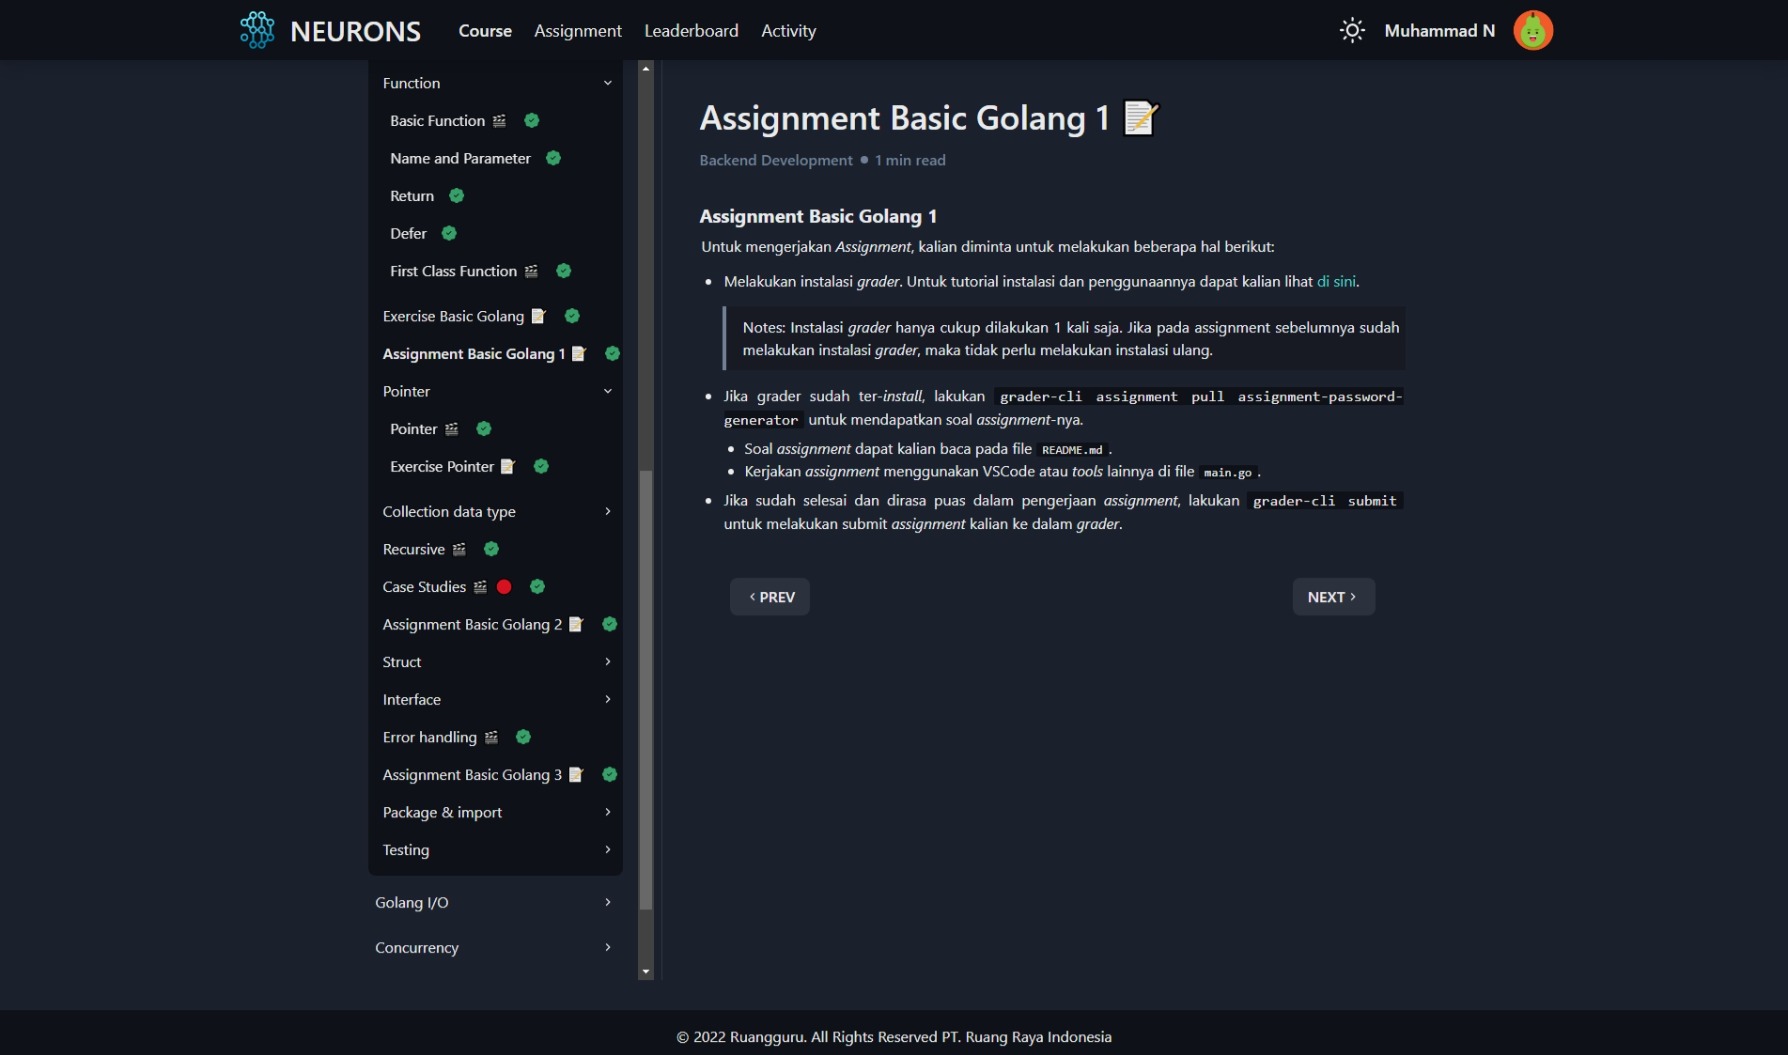 NEURONS
Course
Assignment
Leaderboard
Activity
Muhammad N
Function
Basic Function
Name and Parameter
Return
Defer
First Class Function
Exercise Basic Golang
Assignment Basic Golang 1
Pointer
Pointer
Exercise Pointer
Collection data type
Recursive
Case Studies
Assignment Basic Golang 2
Struct
Interface
Error handling
Assignment Basic Golang 3
Package & import
Testing
Golang I/O
Concurrency
Assignment Basic Golang 1
Backend Development • 1 min read
Assignment Basic Golang 1
Untuk mengerjakan Assignment, kalian diminta untuk melakukan beberapa hal berikut:
• Melakukan instalasi grader. Untuk tutorial instalasi dan penggunaannya dapat kalian lihat di sini.
Notes: Instalasi grader hanya cukup dilakukan 1 kali saja. Jika pada assignment sebelumnya sudah
melakukan instalasi grader, maka tidak perlu melakukan instalasi ulang.
• Jika grader sudah ter-install, lakukan grader-cli assignment pull assignment-password-
generator untuk mendapatkan soal assignment-nya.
• Soal assignment dapat kalian baca pada file README.md .
• Kerjakan assignment menggunakan VSCode atau tools lainnya di file main.go .
• Jika sudah selesai dan dirasa puas dalam pengerjaan assignment, lakukan grader-cli submit
untuk melakukan submit assignment kalian ke dalam grader.
‹ PREV
NEXT ›
© 2022 Ruangguru. All Rights Reserved PT. Ruang Raya Indonesia